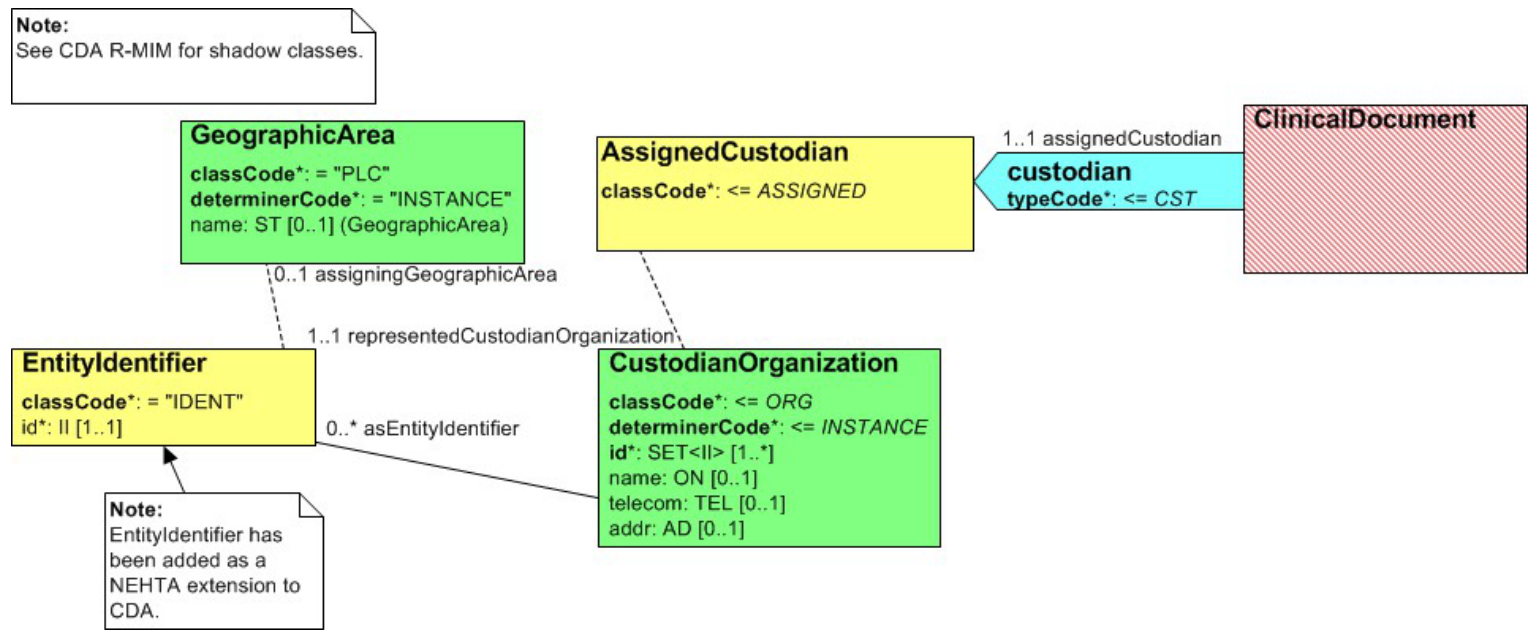 Note:
See CDA R-MIM for shadow classes.
GeographicArea
classCode*: = "PLC"
determinerCode*: = "INSTANCE"
name: ST [0..1] (GeographicArea)
AssignedCustodian
classCode*: <= ASSIGNED
1..1 assignedCustodian
custodian
typeCode*: <= CST
ClinicalDocument
0..1 assigningGeographicArea
1..1 representedCustodianOrganization
EntityIdentifier
classCode*: = "IDENT"
id*: II [1..1]
0..* asEntityIdentifier
CustodianOrganization
classCode*: <= ORG
determinerCode*: <= INSTANCE
id*: SET<II> [1..*]
name: ON [0..1]
telecom: TEL [0..1]
addr: AD [0..1]
Note:
EntityIdentifier has
been added as a
NEHTA extension to
CDA.